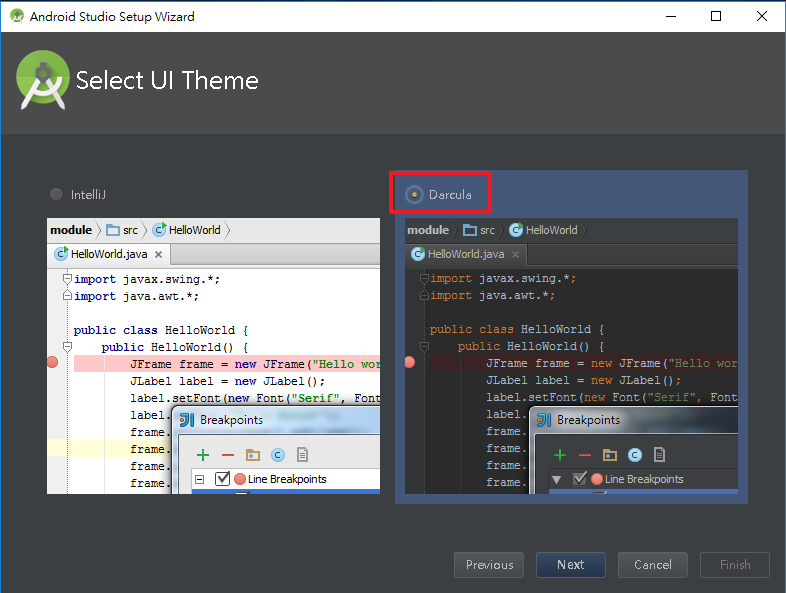 Android Studio Setup Wizard
Select UI Theme
IntelliJ
module src HelloWorld
HelloWorld.java
import javax.swing.*;
import java.awt.*;
public class HelloWorld {
public HelloWorld() {
JFrame frame = new JFrame("Hello wor
JLabel label = new JLabel();
label.setFont(new Font("Serif", Font
label.
frame.
frame.
frame.
frame.
Breakpoints
Line Breakpoints
Darcula
module src HelloWorld
HelloWorld.java
import javax.swing.*;
import java.awt.*;
public class HelloWorld {
public HelloWorld() {
JFrame frame = new JFrame("Hello wor
JLabel label = new JLabel();
label.setFont(new Font("Serif", Font
label.
frame.
frame.
frame.
frame.
Breakpoints
Line Breakpoints
Previous Next Cancel Finish